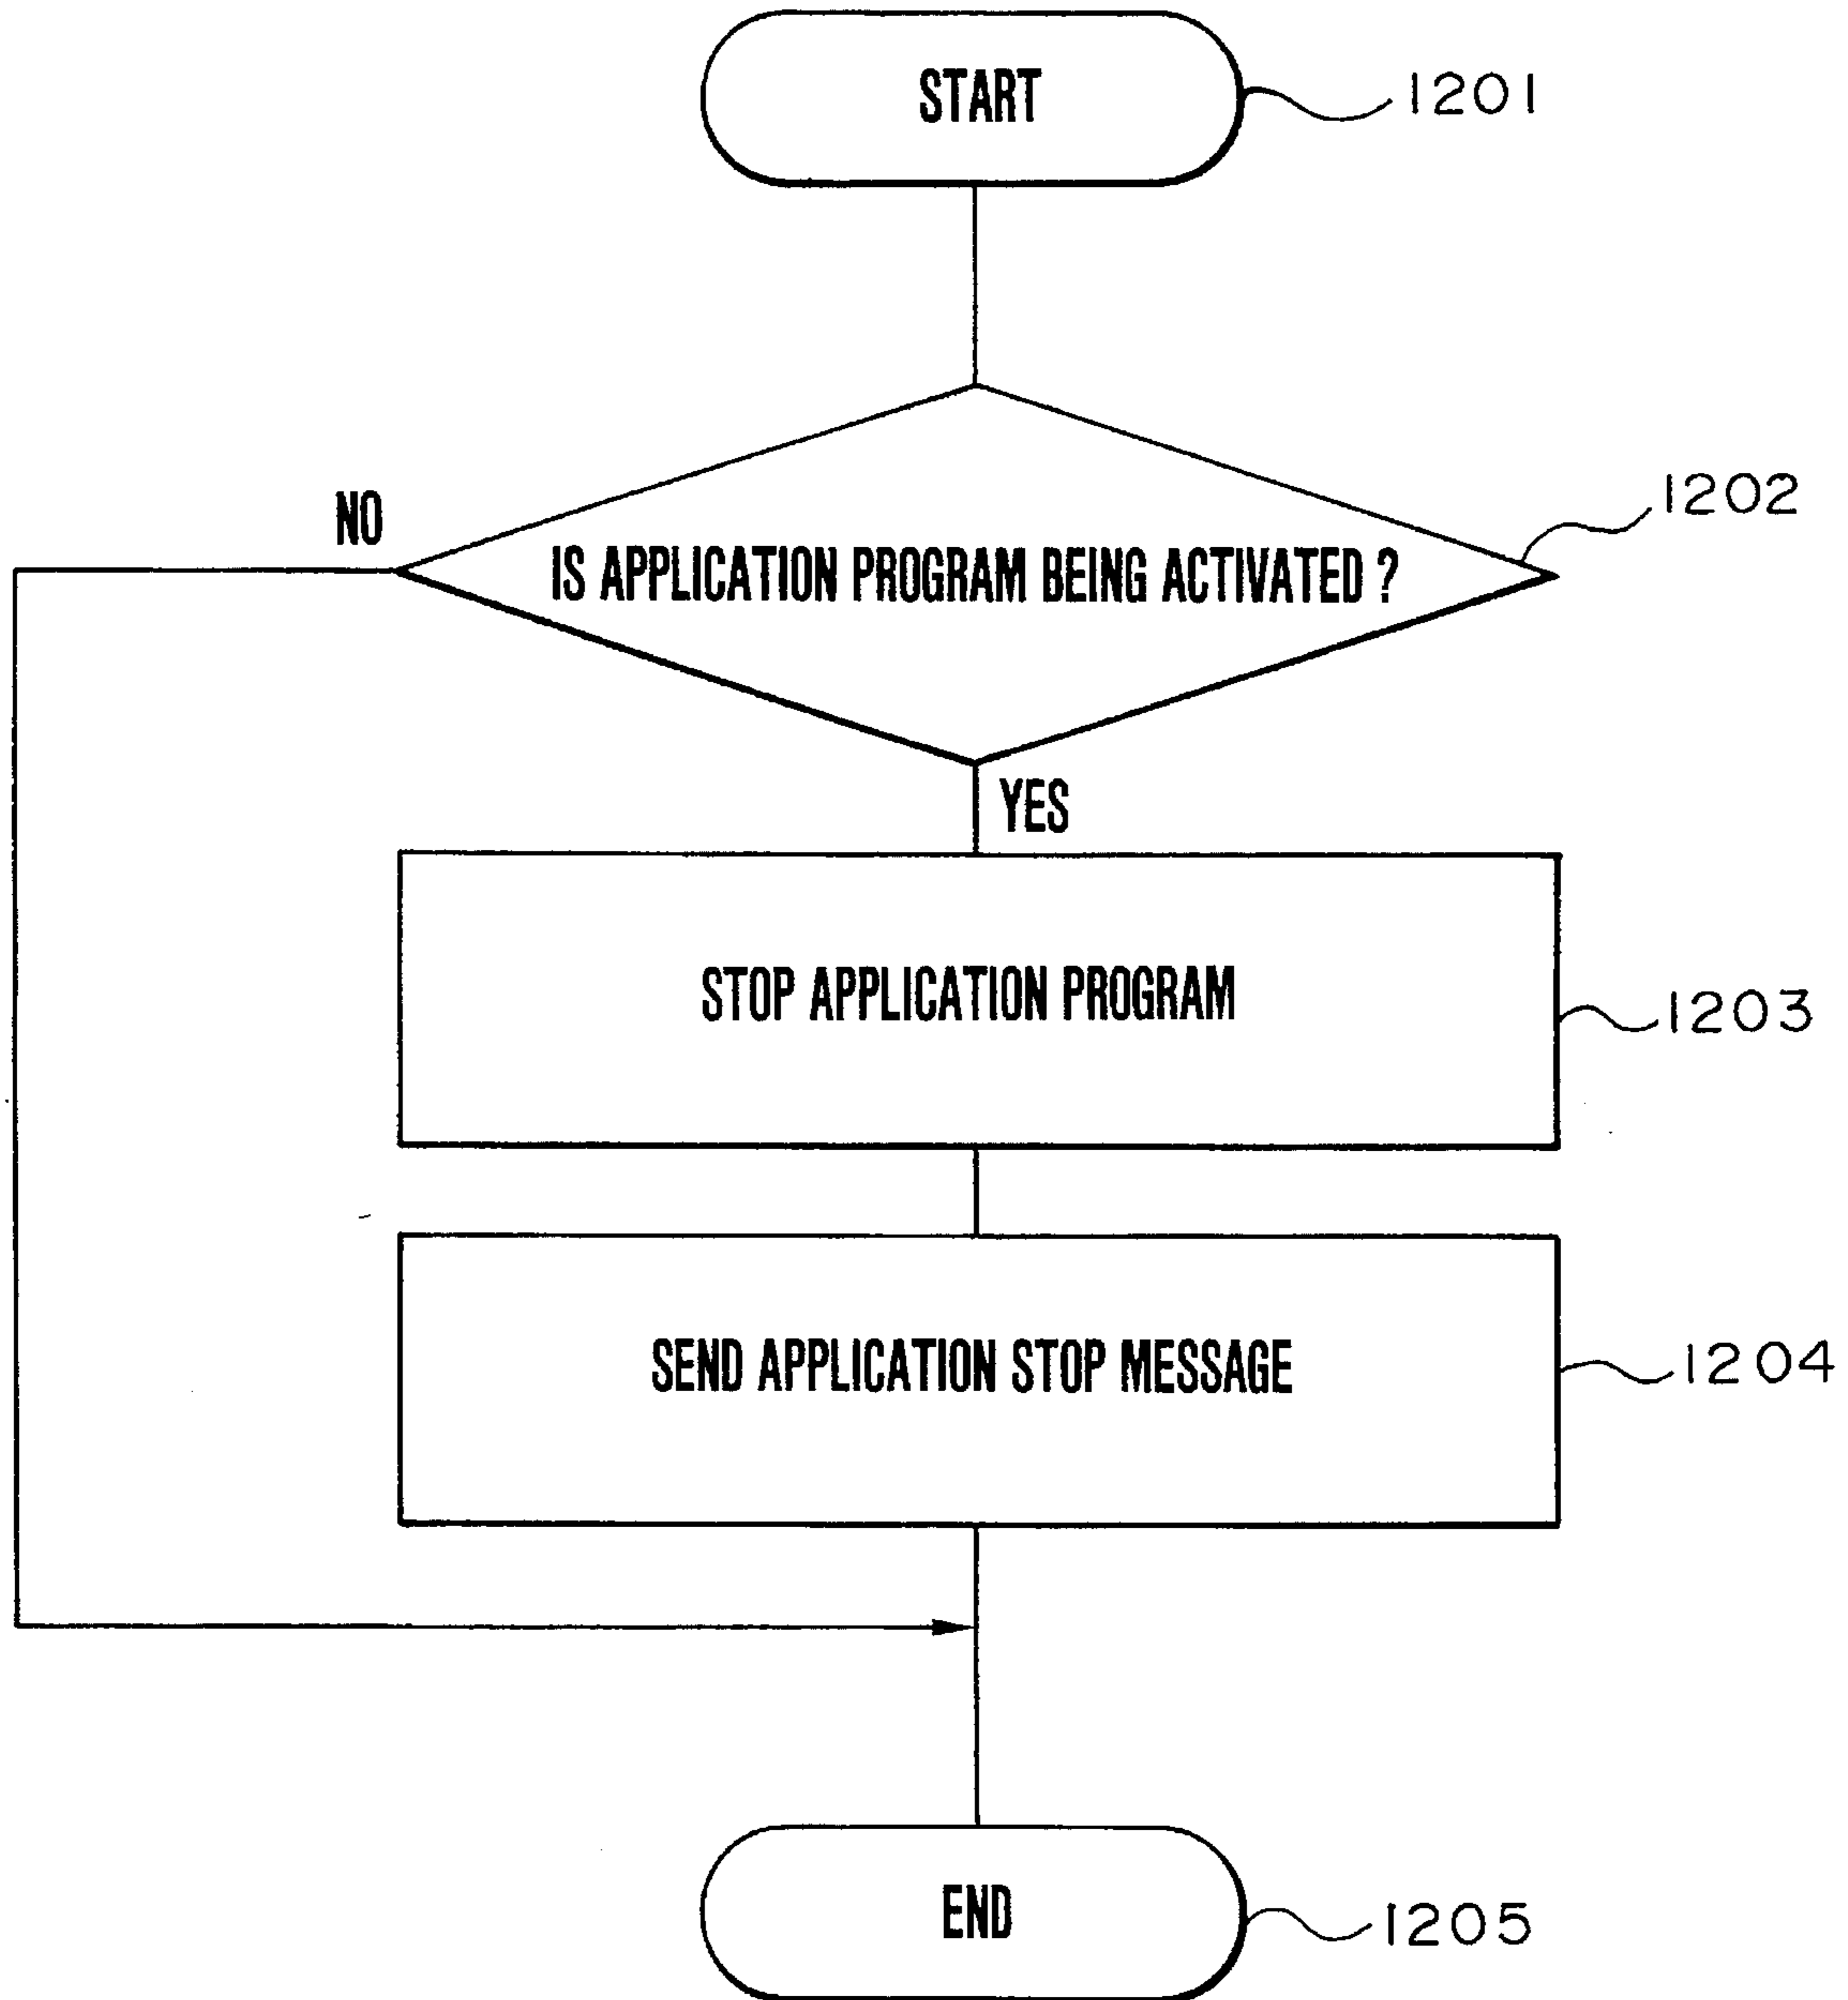 START
1201
1202
NO
IS APPLICATION PROGRAM BEING ACTIVATED ?
YES
STOP APPLICATION PROGRAM
1203
SEND APPLICATION STOP MESSAGE
1204
END
1205